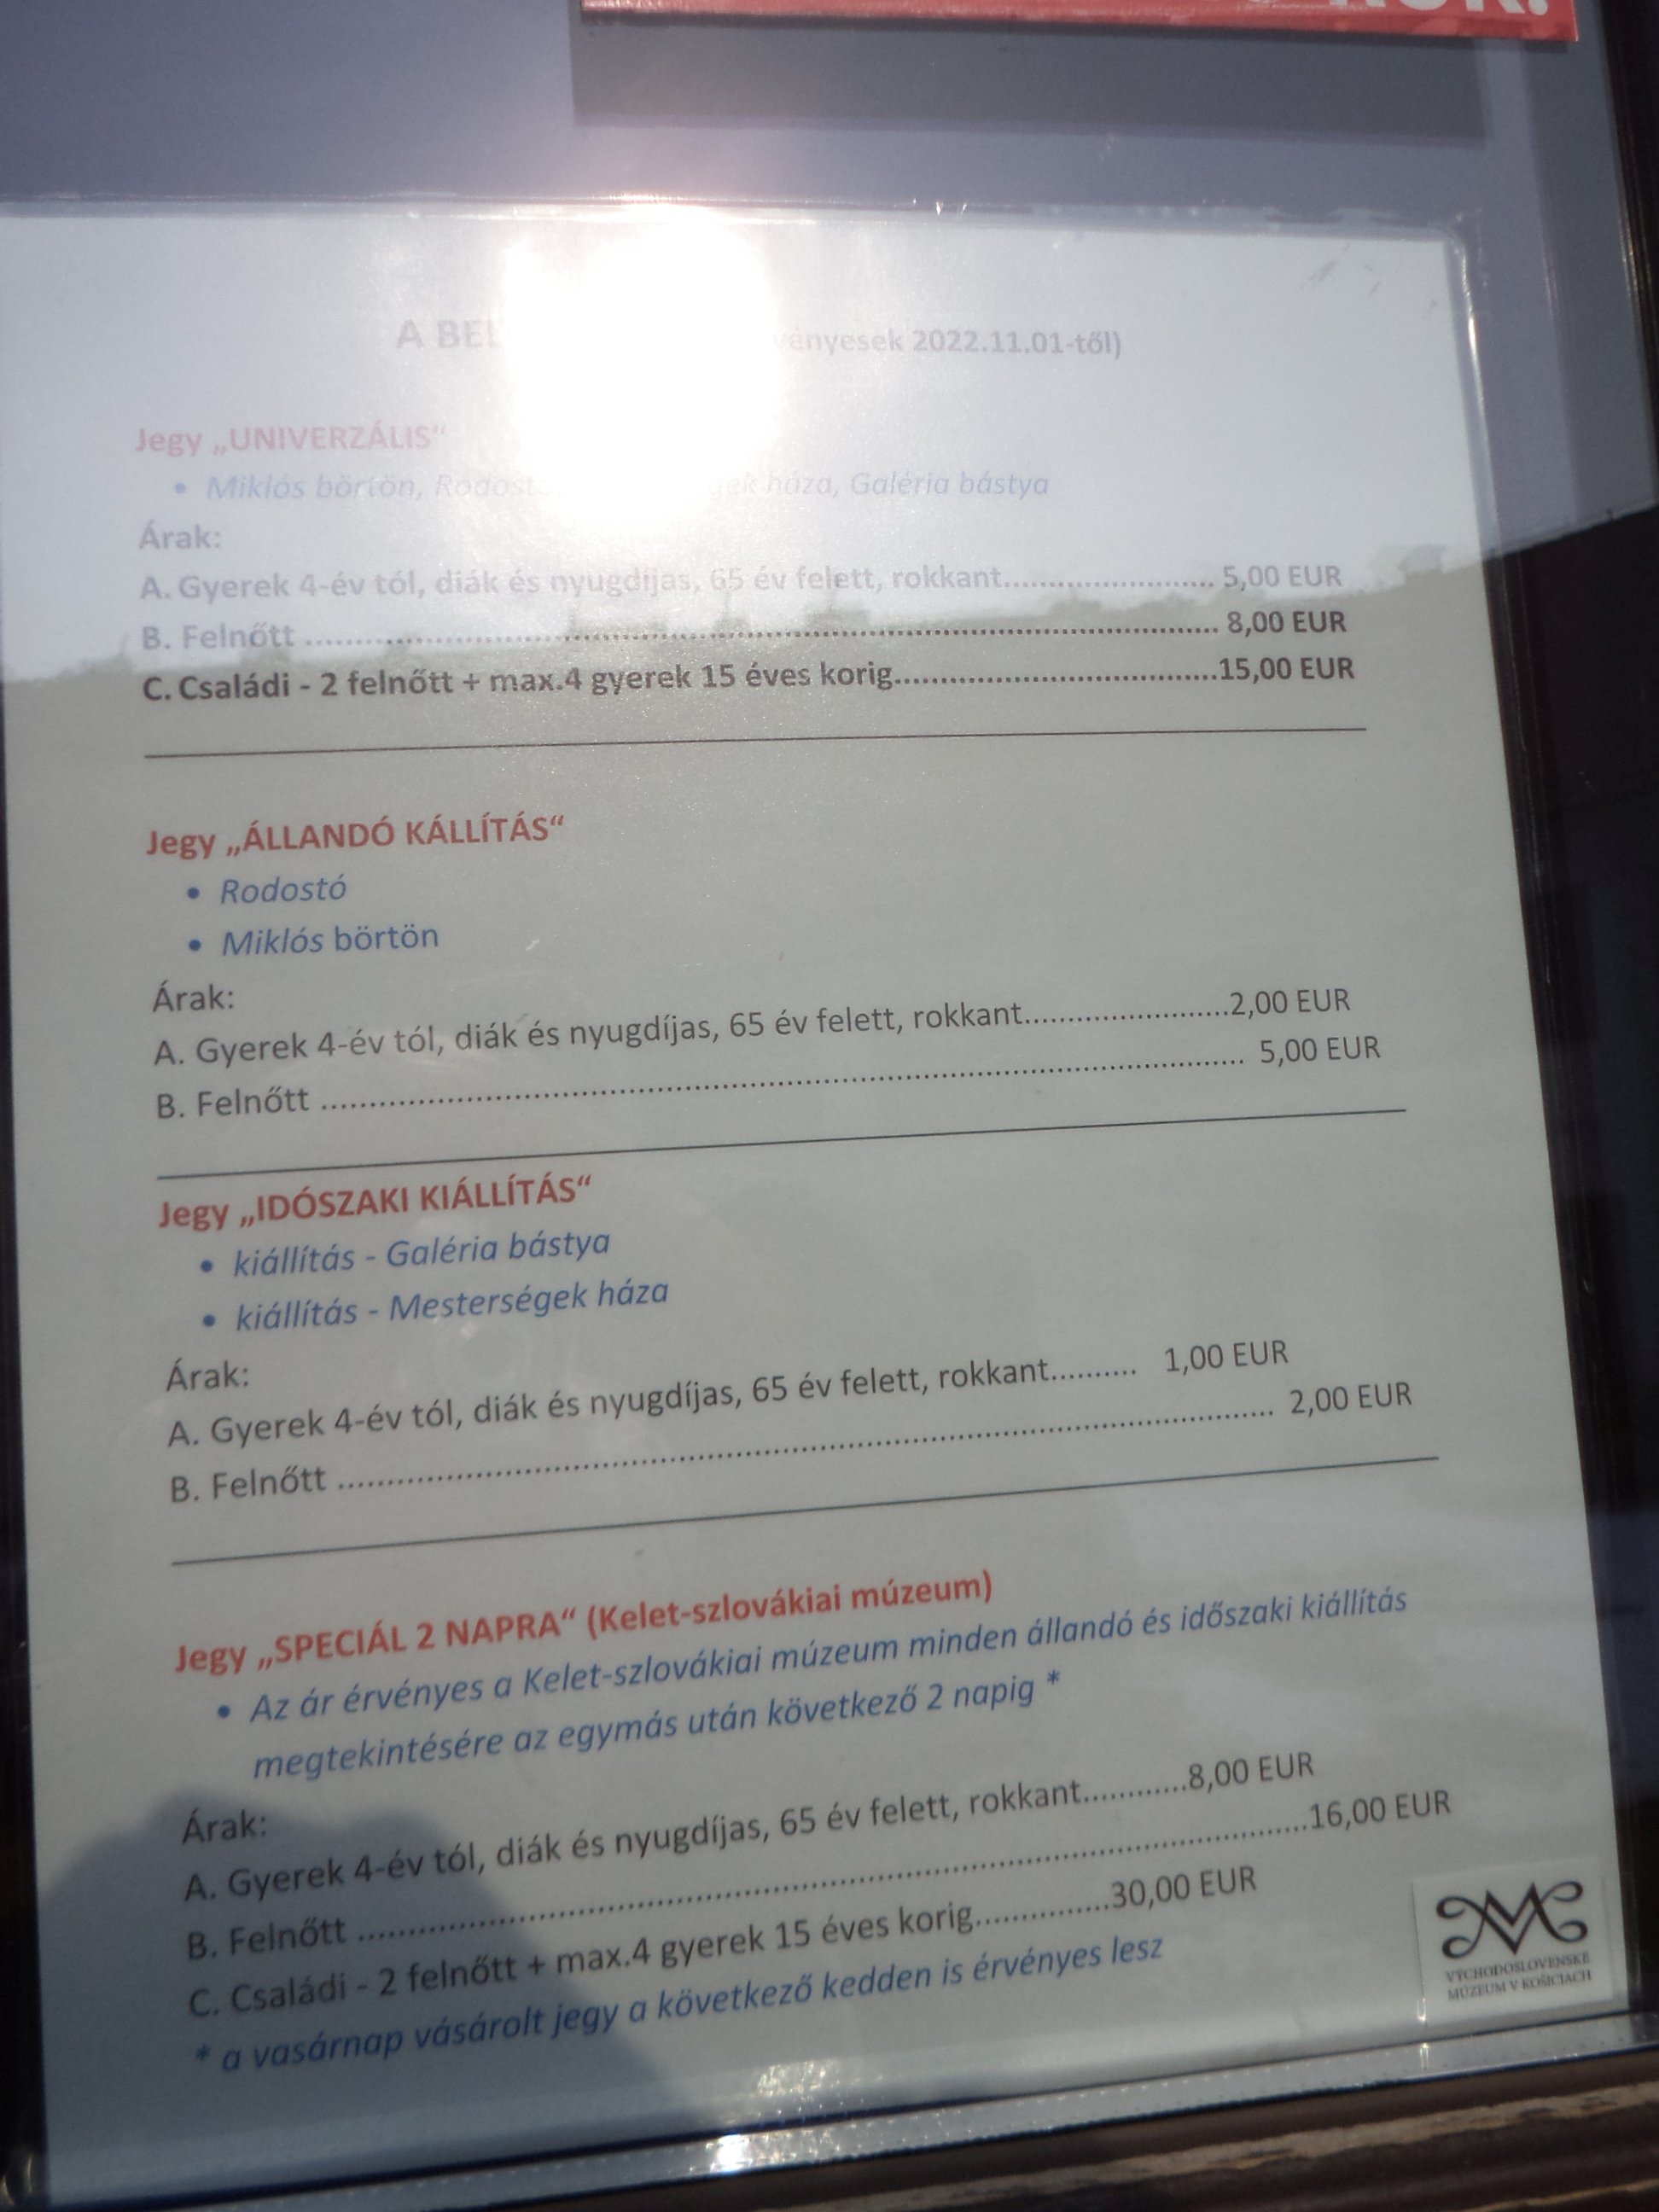 A BEL vényesek 2022.11.01-től)
Jegy „UNIVERZÁLIS“
• Miklós börtön, háza, Galéria bástya
Árak:
A. Gyerek 4-év tól, diák és nyugdíjas, 65 év felett, rokkant........................ 5,00 EUR
B. Felnőtt ........................................................................................................ 8,00 EUR
C. Családi - 2 felnőtt + max.4 gyerek 15 éves korig....................................15,00 EUR
Jegy „ÁLLANDÓ KÁLLÍTÁS“
• Rodostó
• Miklós börtön
Árak:
A. Gyerek 4-év tól, diák és nyugdíjas, 65 év felett, rokkant.......................2,00 EUR
B. Felnőtt .................................................................................................... 5,00 EUR
Jegy „IDÓSZAKI KIÁLLÍTÁS“
• kiállítás - Galéria bástya
• kiállítás - Mesterségek háza
Árak:
A. Gyerek 4-év tól, diák és nyugdíjas, 65 év felett, rokkant.......... 1,00 EUR
B. Felnőtt .................................................................................................... 2,00 EUR
Jegy „SPECIÁL 2 NAPRA“ (Kelet-szlovákiai múzeum)
• Az ár érvényes a Kelet-szlovákiai múzeum minden állandó és időszaki kiállítás
megtekintésére az egymás után következő 2 napig *
Árak:
A. Gyerek 4-év tól, diák és nyugdíjas, 65 év felett, rokkant............8,00 EUR
B. Felnőtt ....................................................................................................16,00 EUR
C. Családi - 2 felnőtt + max.4 gyerek 15 éves korig................30,00 EUR
* a vasárnap vásárolt jegy a következő kedden is érvényes lesz
VÝCHODOSLOVENSKÉ
MÚZEUM V KOŠICIACH